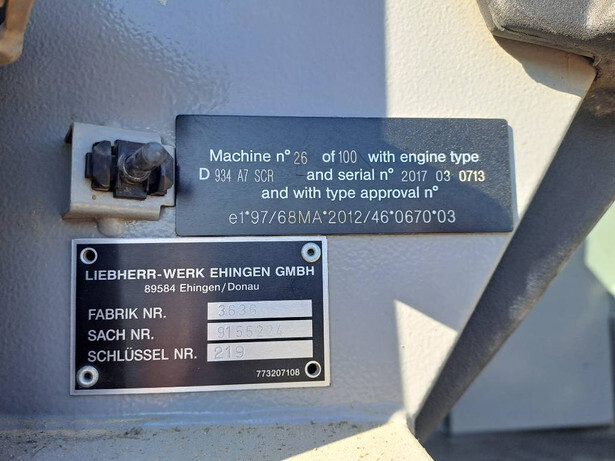 Machine n° 26 of 100 with engine type
D 934 A7 SCR and serial n° 2017 03 0713
and with type approval n°
e1*97/68MA*2012/46*0670*03
LIEBHERR-WERK EHINGEN GMBH
89584 Ehingen/Donau
FABRIK NR. 3636
SACH NR.
SCHLÜSSEL NR. 219
773207108